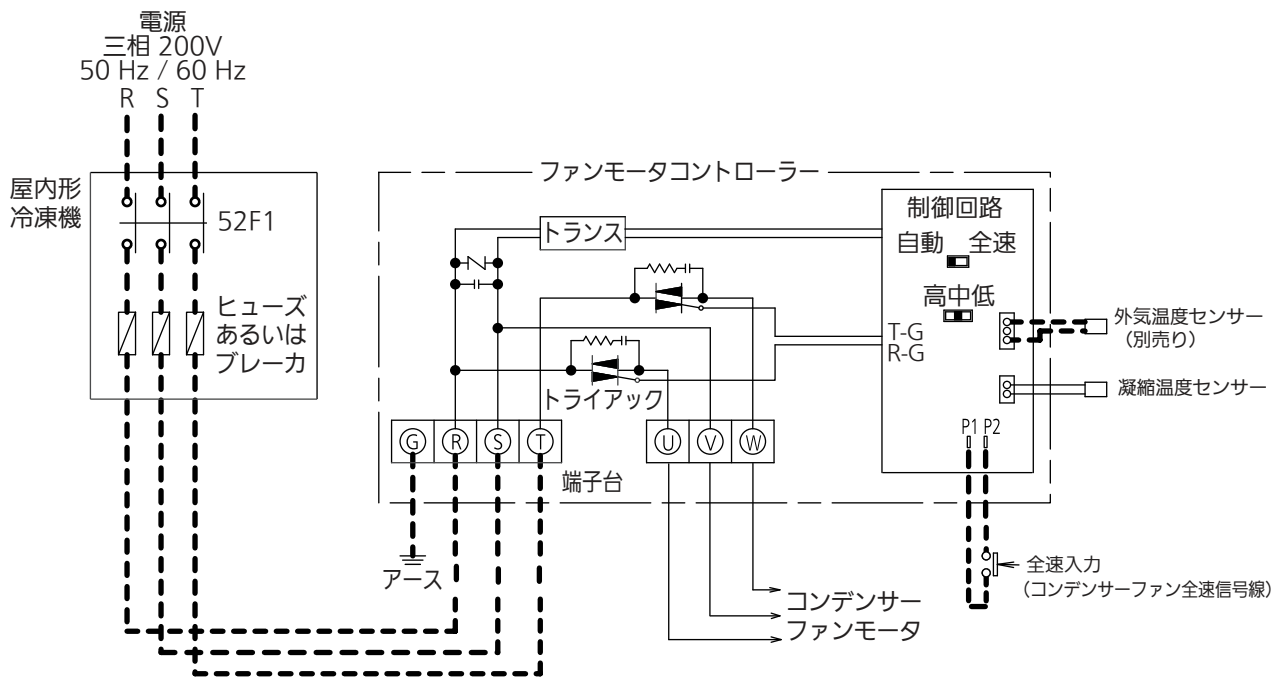 電源
三相 200V
50 Hz / 60 Hz
R S T
屋内形
冷凍機
52F1
ヒューズ
あるいは
ブレーカ
ファンモータコントローラー
トランス
制御回路
自動 全速
高中低
T-G
R-G
外気温度センサー
（別売り）
凝縮温度センサー
トライアック
P1 P2
G R S T
U V W
端子台
アース
全速入力
（コンデンサーファン全速信号線）
コンデンサー
ファンモータ